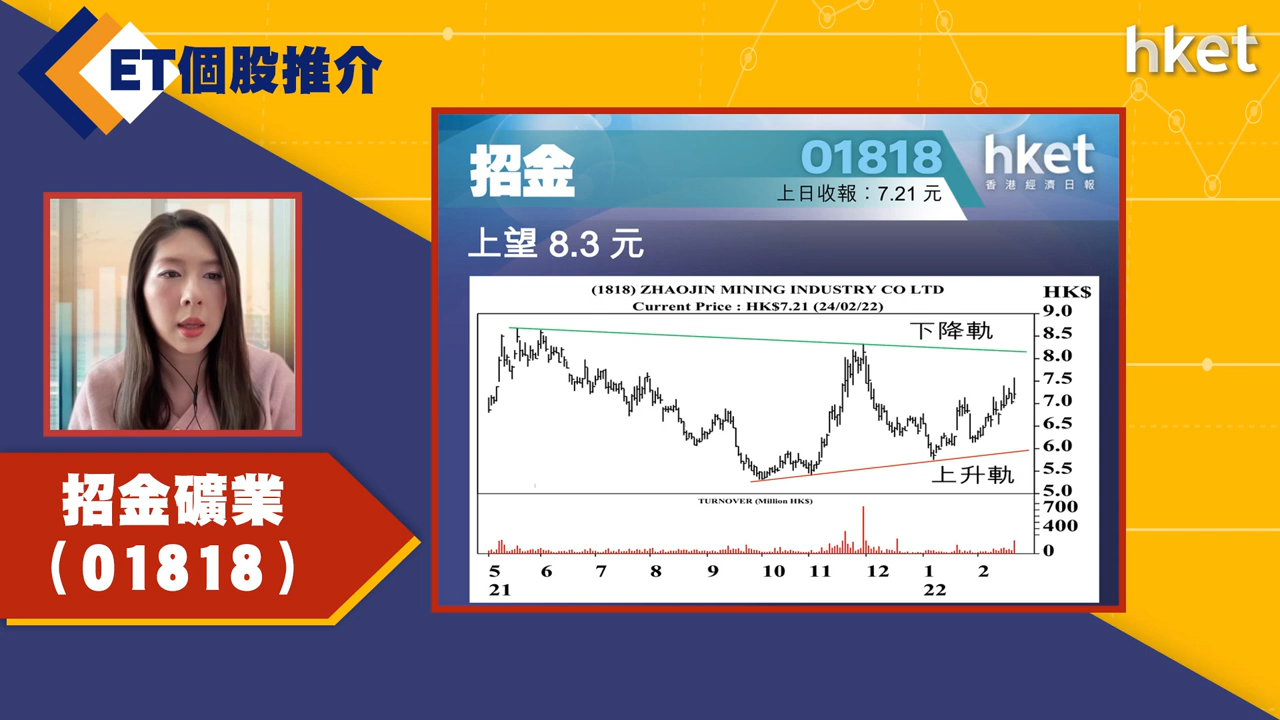 ET個股推介
hket
招金
01818
上日收報：7.21 元
hket
香港經濟日報
上望 8.3 元
(1818) ZHAOJIN MINING INDUSTRY CO LTD
Current Price : HK$7.21 (24/02/22)
HK$
9.0
8.5
8.0
7.5
7.0
6.5
6.0
5.5
5.0
下降軌
上升軌
TURNOVER (Million HK$)
700
400
0
5 6 7 8 9 10 11 12 1 2
21 22
招金礦業
（01818）